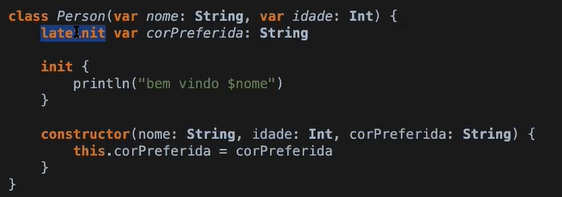 class Person(var nome: String, var idade: Int) {
lateinit var corPreferida: String
init {
println("bem vindo $nome")
}
constructor(nome: String, idade: Int, corPreferida: String) {
this.corPreferida = corPreferida
}
}